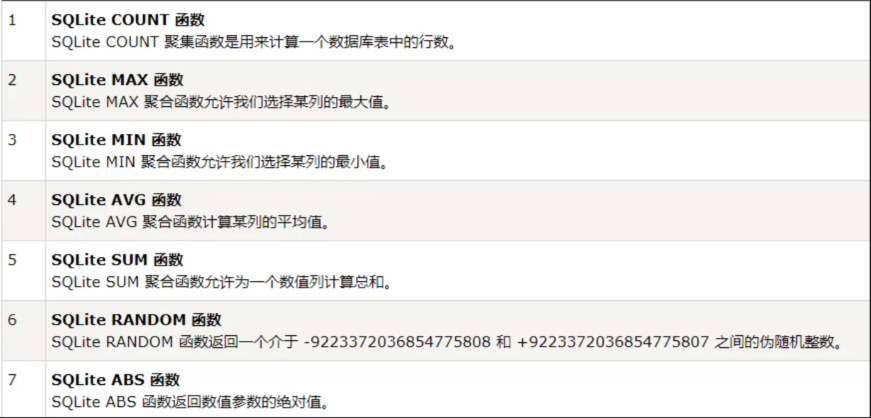 1 SQLite COUNT 函数
SQLite COUNT 聚集函数是用来计算一个数据库表中的行数。
2 SQLite MAX 函数
SQLite MAX 聚合函数允许我们选择某列的最大值。
3 SQLite MIN 函数
SQLite MIN 聚合函数允许我们选择某列的最小值。
4 SQLite AVG 函数
SQLite AVG 聚合函数计算某列的平均值。
5 SQLite SUM 函数
SQLite SUM 聚合函数允许为一个数值列计算总和。
6 SQLite RANDOM 函数
SQLite RANDOM 函数返回一个介于 -9223372036854775808 和 +9223372036854775807 之间的伪随机整数。
7 SQLite ABS 函数
SQLite ABS 函数返回数值参数的绝对值。